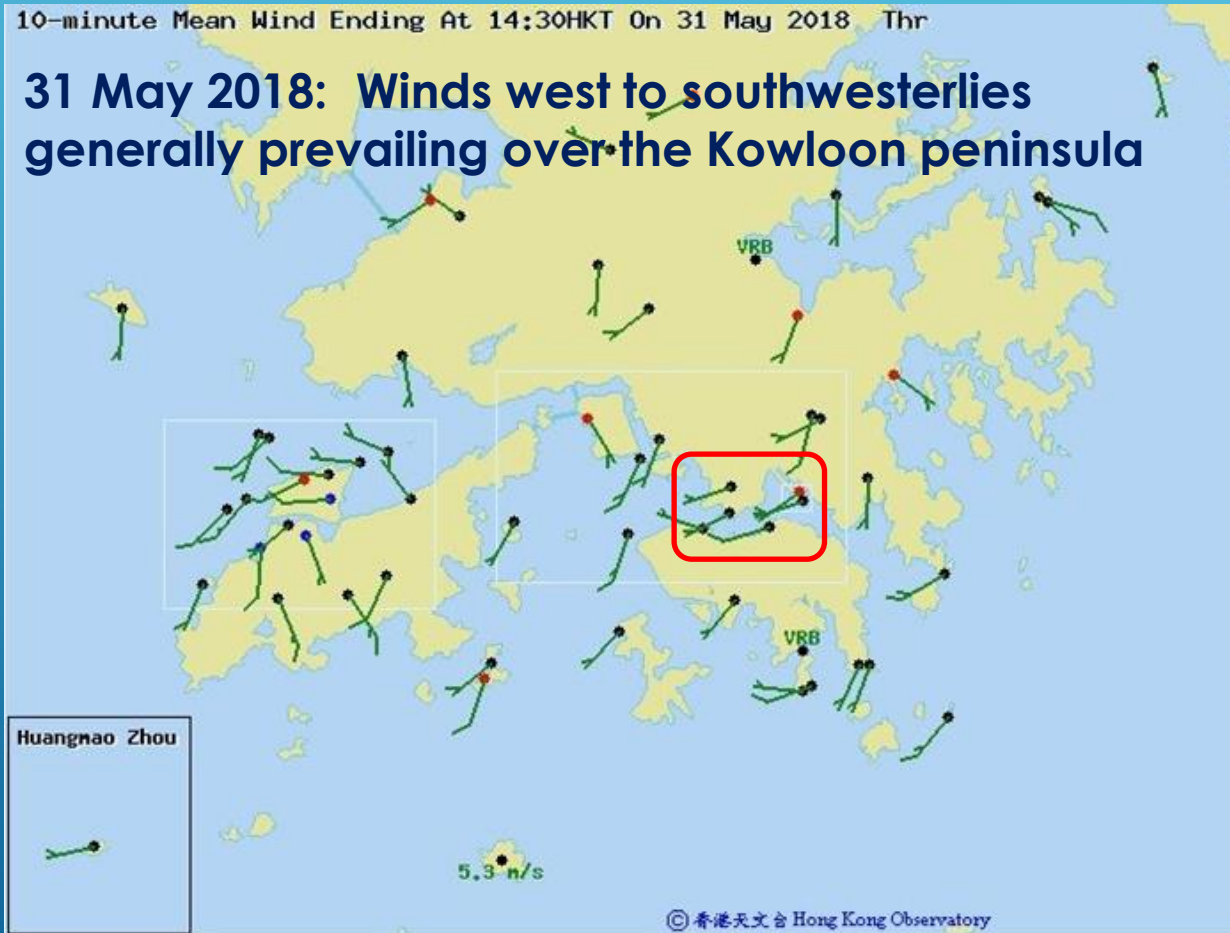 10-minute Mean Wind Ending At 14:30HKT On 31 May 2018 Thr
31 May 2018: Winds west to southwesterlies
generally prevailing over the Kowloon peninsula
VRB
VRB
Huangmao Zhou
5.3 m/s
© 香港天文台 Hong Kong Observatory